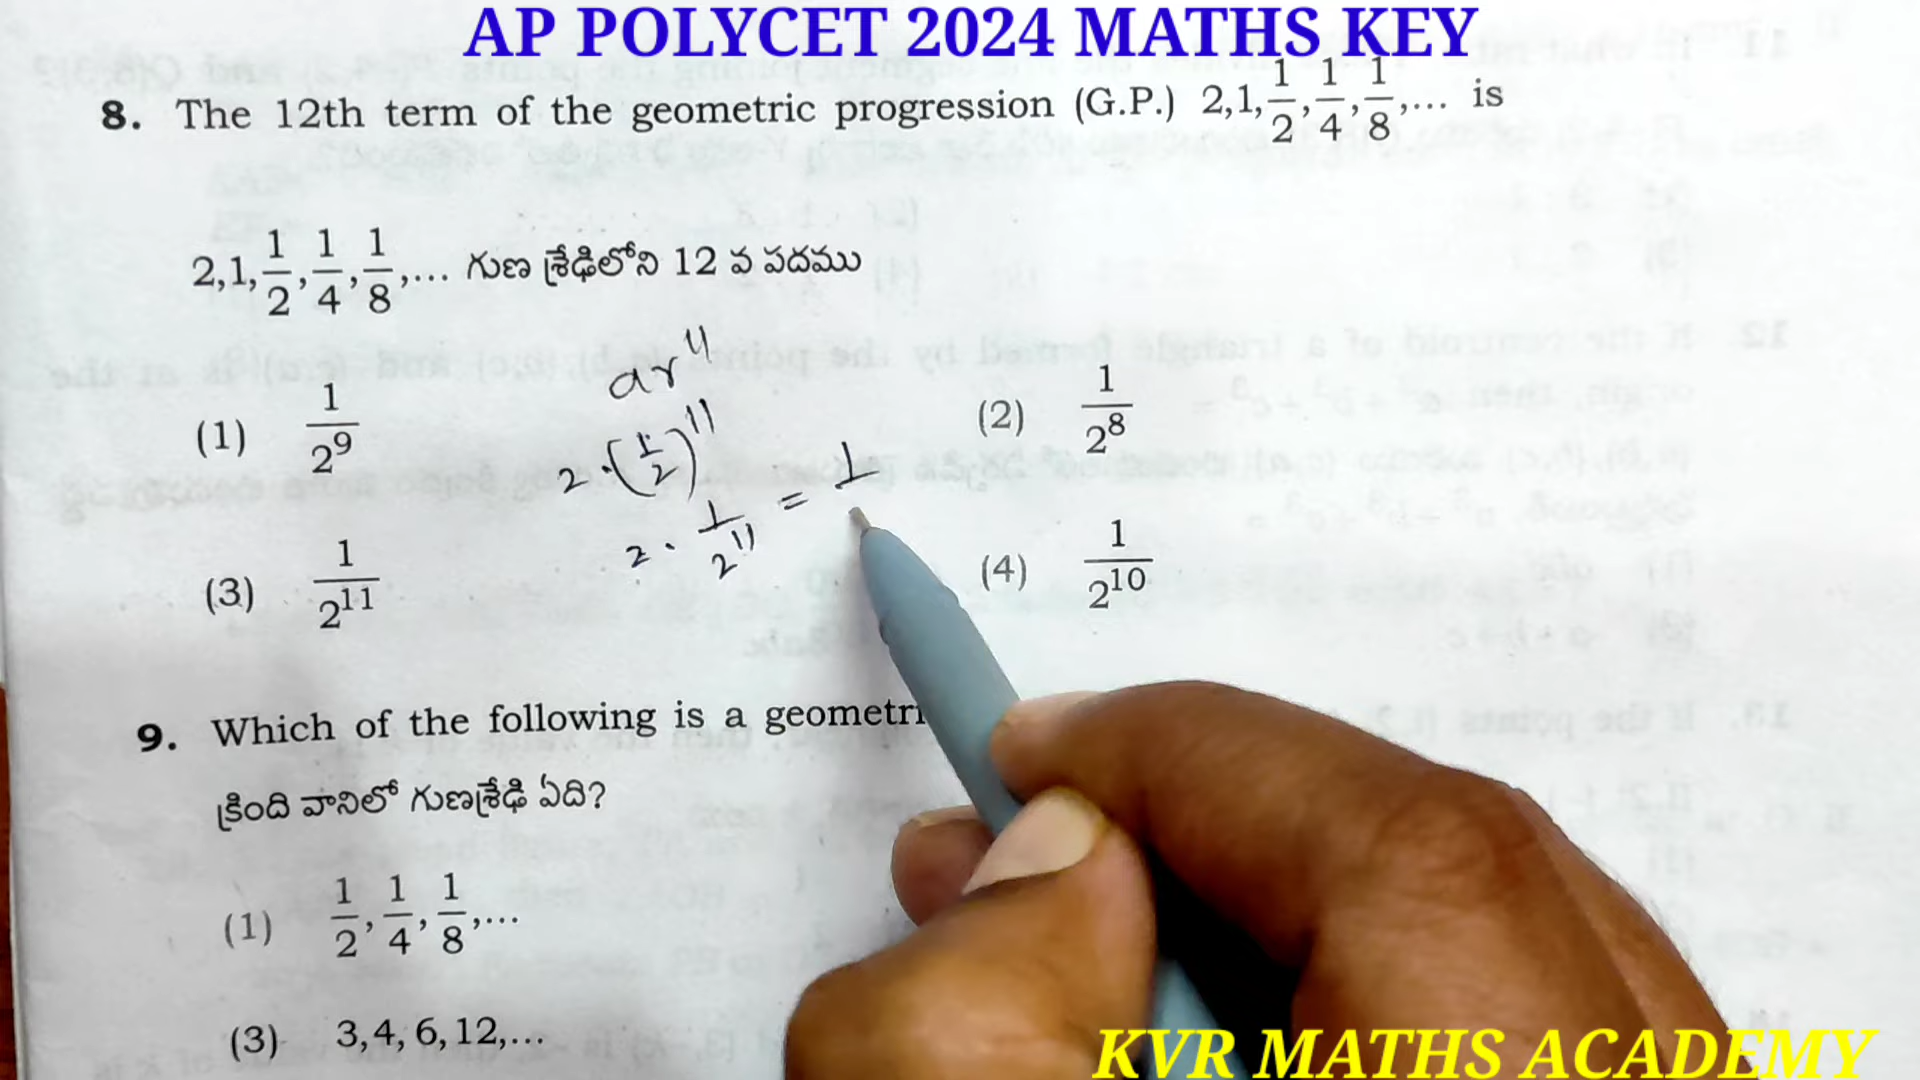 AP POLYCET 2024 MATHS KEY
8. The 12th term of the geometric progression (G.P.) 2,1,1/2,1/4,1/8,... is
2,1,1/2,1/4,1/8,... గుణ శ్రేఢిలోని 12 వ పదము
ar^11
(1) 1/2^9
(2) 1/2^8
2 · (1/2)^11
2 · 1/2^11 = 1
(3) 1/2^11
(4) 1/2^10
9. Which of the following is a geometri
క్రింది వానిలో గుణశ్రేఢి ఏది?
(1) 1/2,1/4,1/8,...
(3) 3,4,6,12,...
KVR MATHS ACADEMY